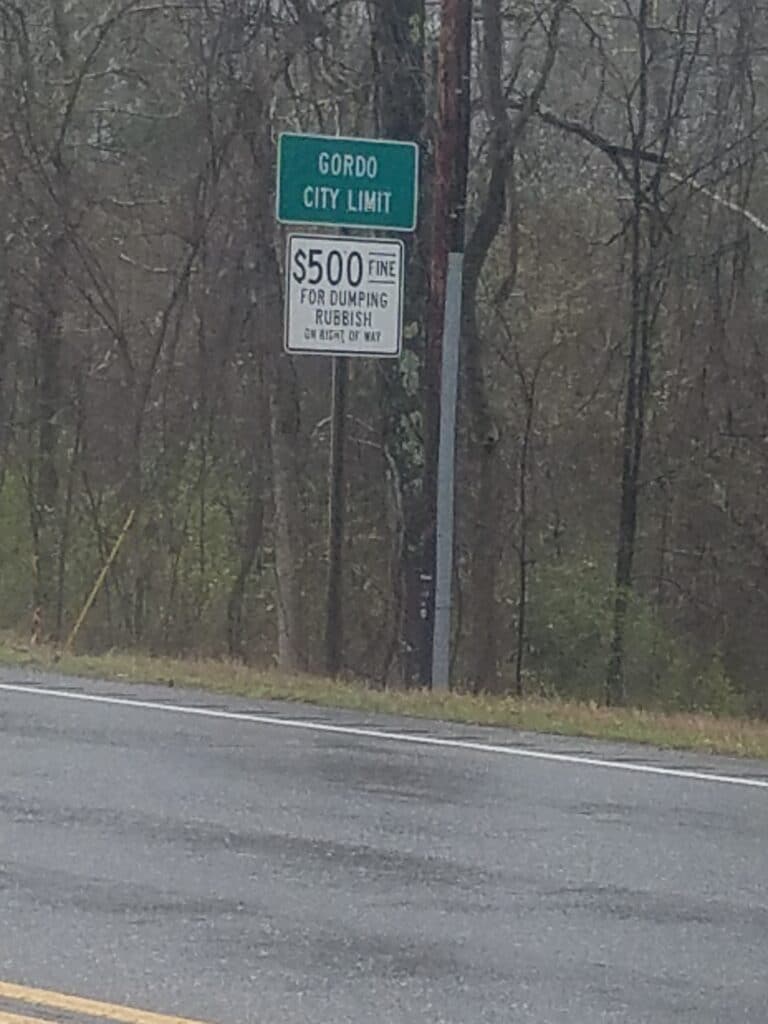 GORDO
CITY LIMIT
$500 FINE
FOR DUMPING
RUBBISH
ON RIGHT OF WAY